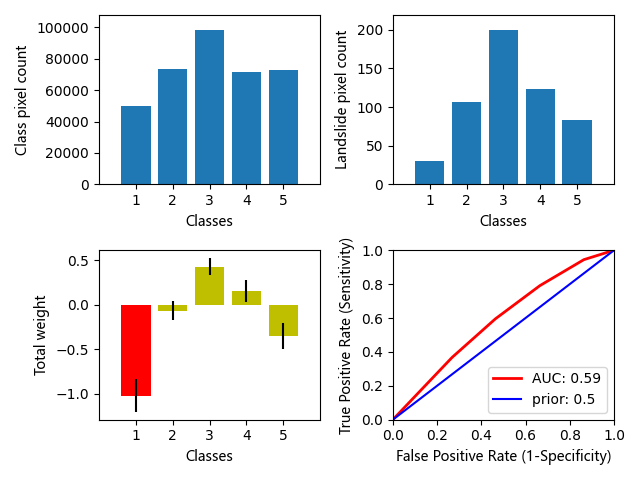 Class pixel count
100000
80000
60000
40000
20000
0
1 2 3 4 5
Classes
Landslide pixel count
200
150
100
50
0
1 2 3 4 5
Classes
Total weight
0.5
0.0
−0.5
−1.0
1 2 3 4 5
Classes
True Positive Rate (Sensitivity)
1.0
0.8
0.6
0.4
0.2
0.0
AUC: 0.59
prior: 0.5
0.0 0.2 0.4 0.6 0.8 1.0
False Positive Rate (1-Specificity)